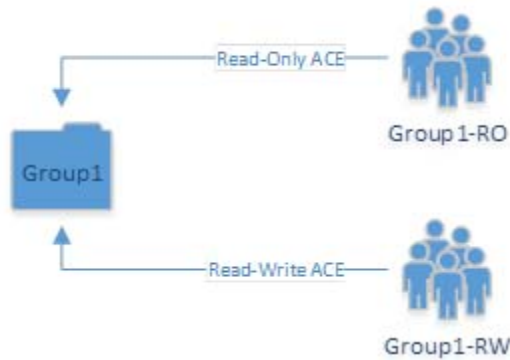 Read-Only ACE
Group1-RO
Group1
Read-Write ACE
Group1-RW